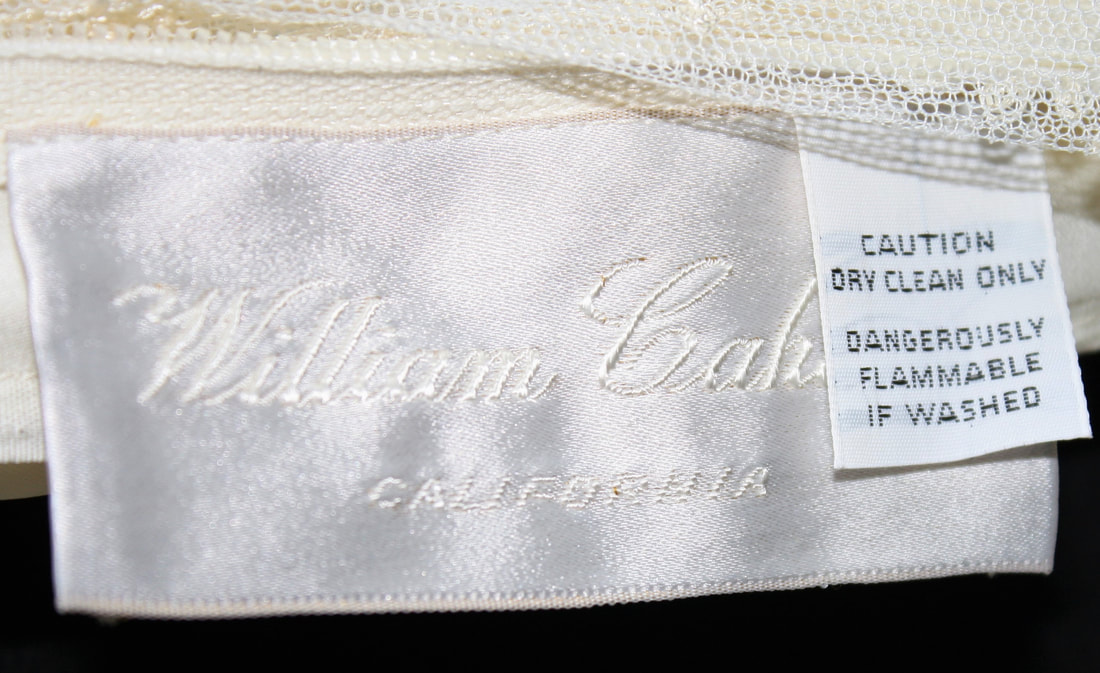 William
CALIFORNIA
CAUTION
DRY CLEAN ONLY
DANGEROUSLY
FLAMMABLE
IF WASHED